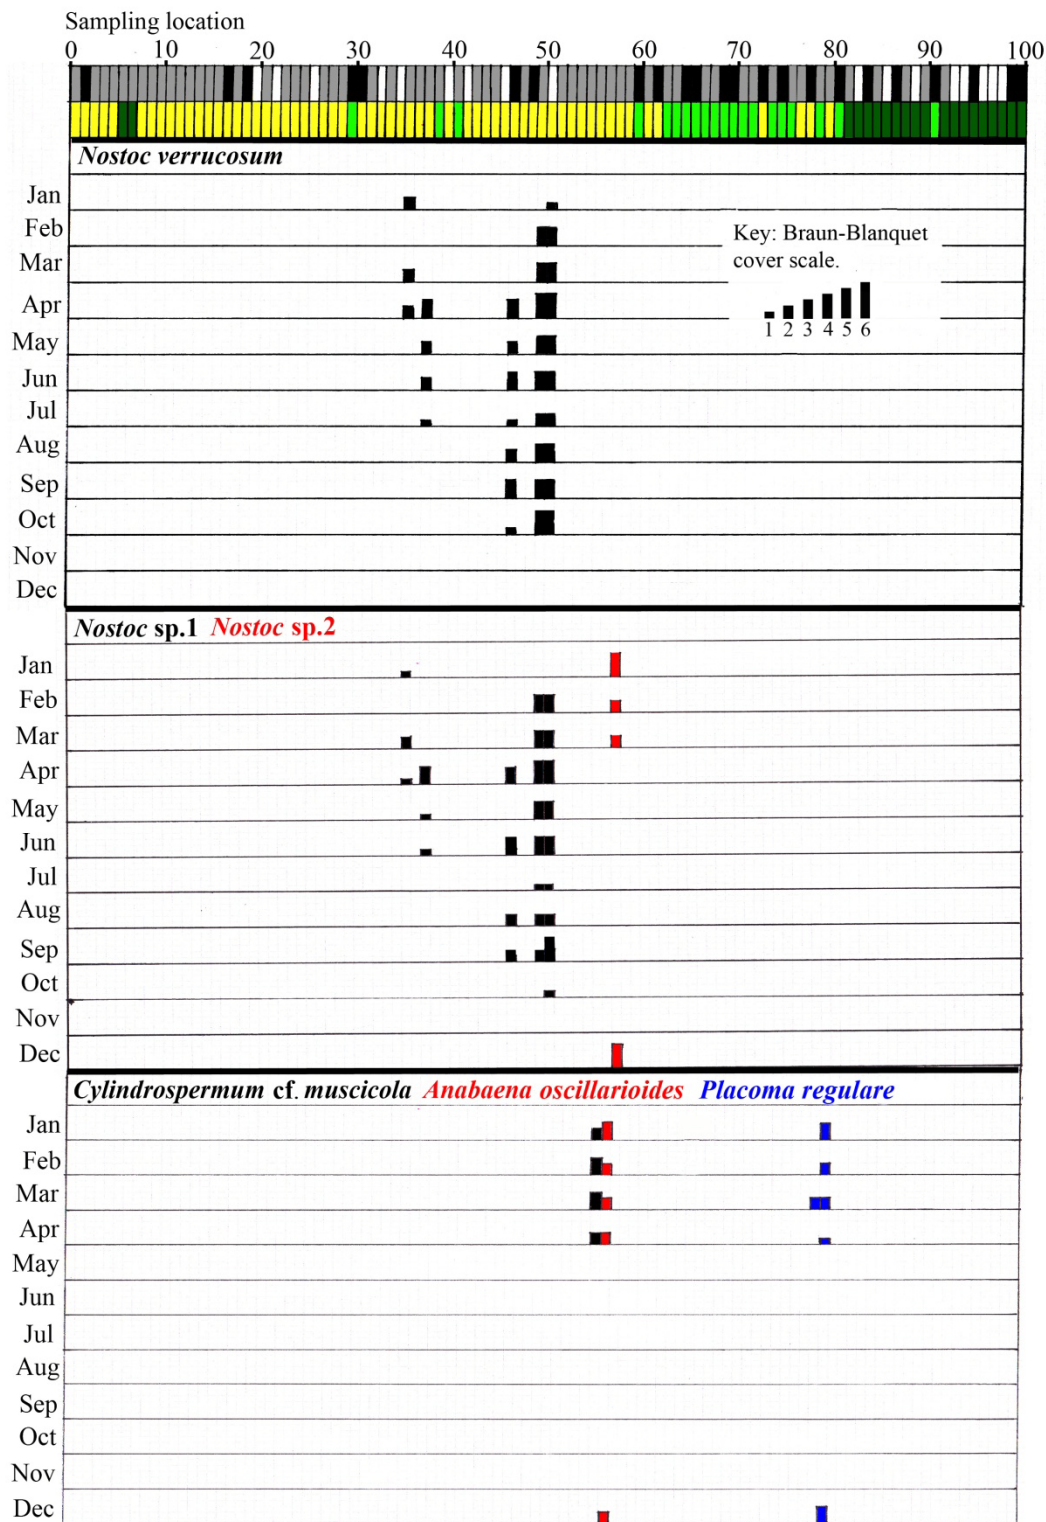 Sampling location
0 10 20 30 40 50 60 70 80 90 100
Nostoc verrucosum
Jan
Feb
Key: Braun-Blanquet
cover scale.
Mar
Apr
1 2 3 4 5 6
May
Jun
Jul
Aug
Sep
Oct
Nov
Dec
Nostoc sp.1 Nostoc sp.2
Jan
Feb
Mar
Apr
May
Jun
Jul
Aug
Sep
Oct
Nov
Dec
Cylindrospermum cf. muscicola Anabaena oscillarioides Placoma regulare
Jan
Feb
Mar
Apr
May
Jun
Jul
Aug
Sep
Oct
Nov
Dec